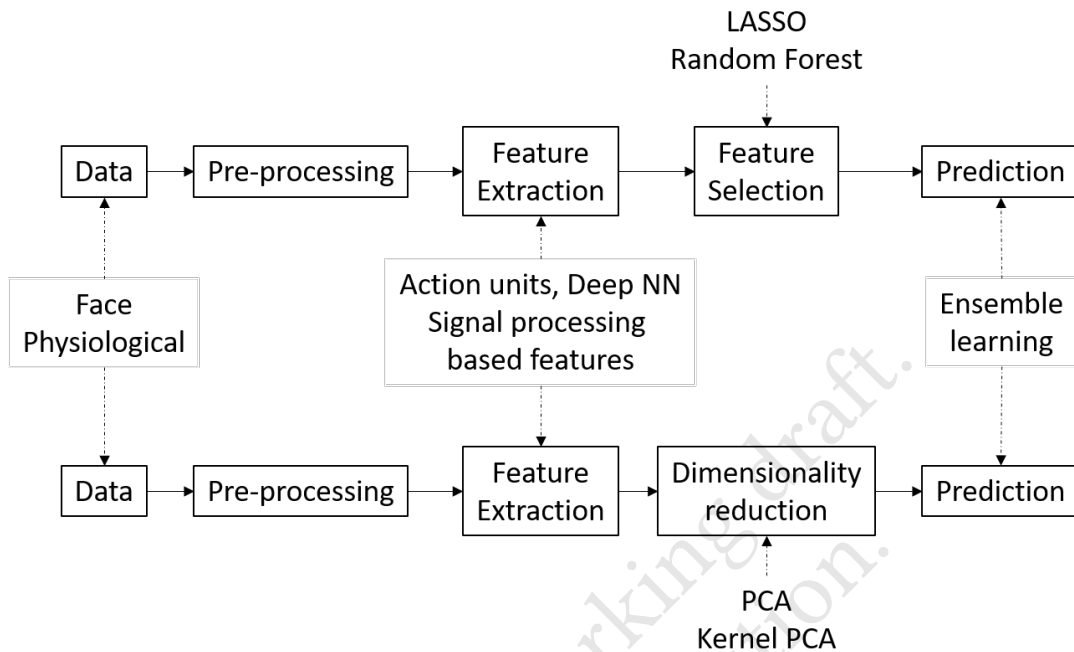 LASSO
Random Forest
Data
Pre-processing
Feature
Extraction
Feature
Selection
Prediction
Face
Physiological
Action units, Deep NN
Signal processing
based features
Ensemble
learning
Data
Pre-processing
Feature
Extraction
Dimensionality
reduction
Prediction
PCA
Kernel PCA
draft.